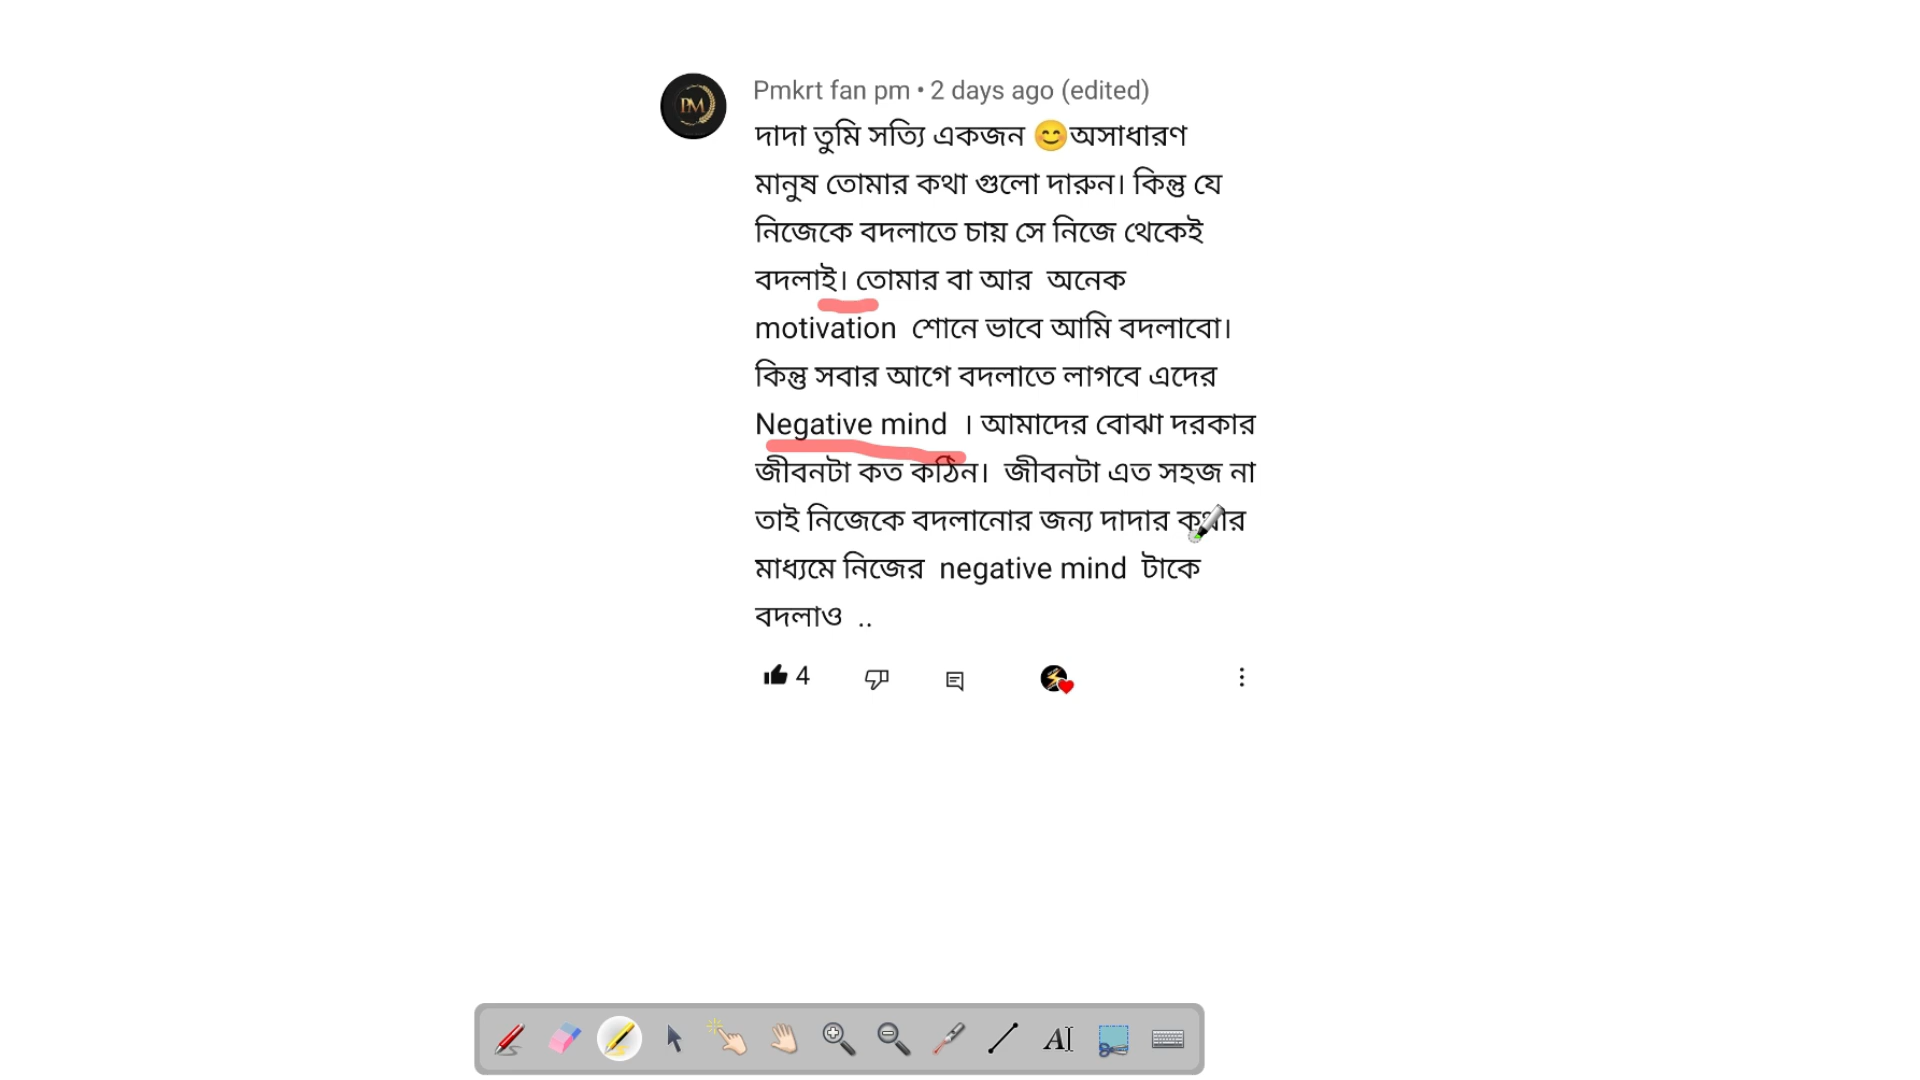 PM
Pmkrt fan pm • 2 days ago (edited)
দাদা তুমি সত্যি একজন 😊অসাধারণ
মানুষ তোমার কথা গুলো দারুন। কিন্তু যে
নিজেকে বদলাতে চায় সে নিজে থেকেই
বদলাই। তোমার বা আর অনেক
motivation শোনে ভাবে আমি বদলাবো।
কিন্তু সবার আগে বদলাতে লাগবে এদের
Negative mind । আমাদের বোঝা দরকার
জীবনটা কত কঠিন। জীবনটা এত সহজ না
তাই নিজেকে বদলানোর জন্য দাদার কথার
মাধ্যমে নিজের negative mind টাকে
বদলাও ..
4